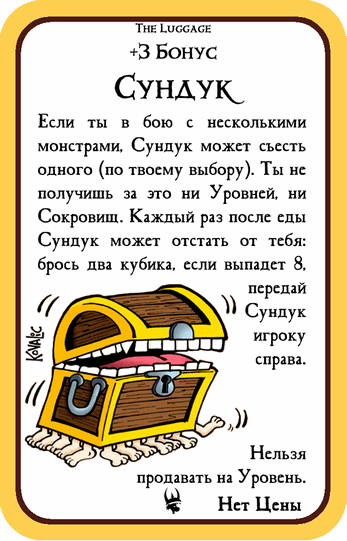 The Luggage
+3 Бонус
Сундук
Если ты в бою с несколькими
монстрами, Сундук может съесть
одного (по твоему выбору). Ты не
получишь за это ни Уровней, ни
Сокровищ. Каждый раз после еды
Сундук может отстать от тебя:
брось два кубика, если выпадет 8,
передай
Сундук
игроку
справа.
Kovalic
Нельзя
продавать на Уровень.
Нет Цены